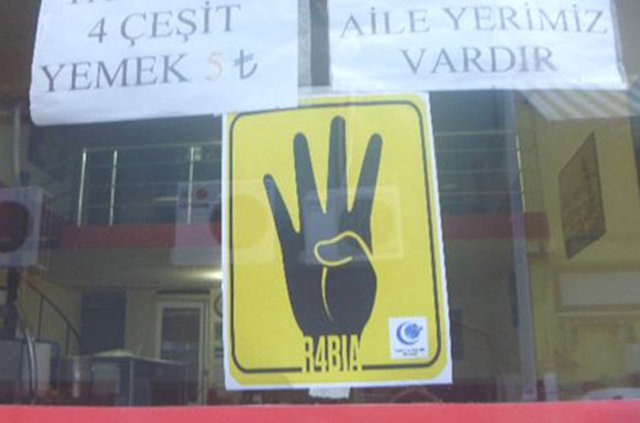 4 ÇEŞİT
YEMEK 5 ₺
AİLE YERİMİZ
VARDIR
R4BIA